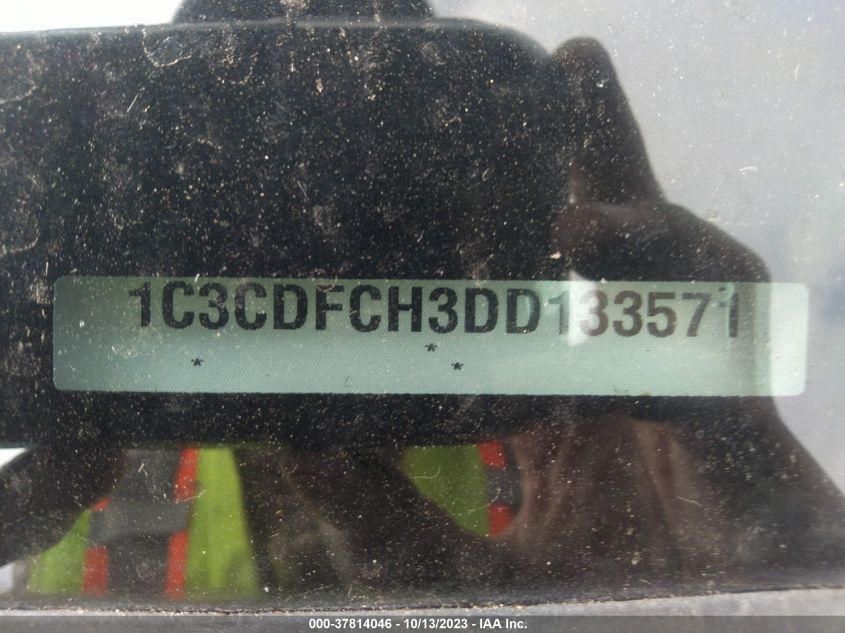 1C3CDFCH3DD133571
*
* *
000-37814046 - 10/13/2023 - IAA Inc.